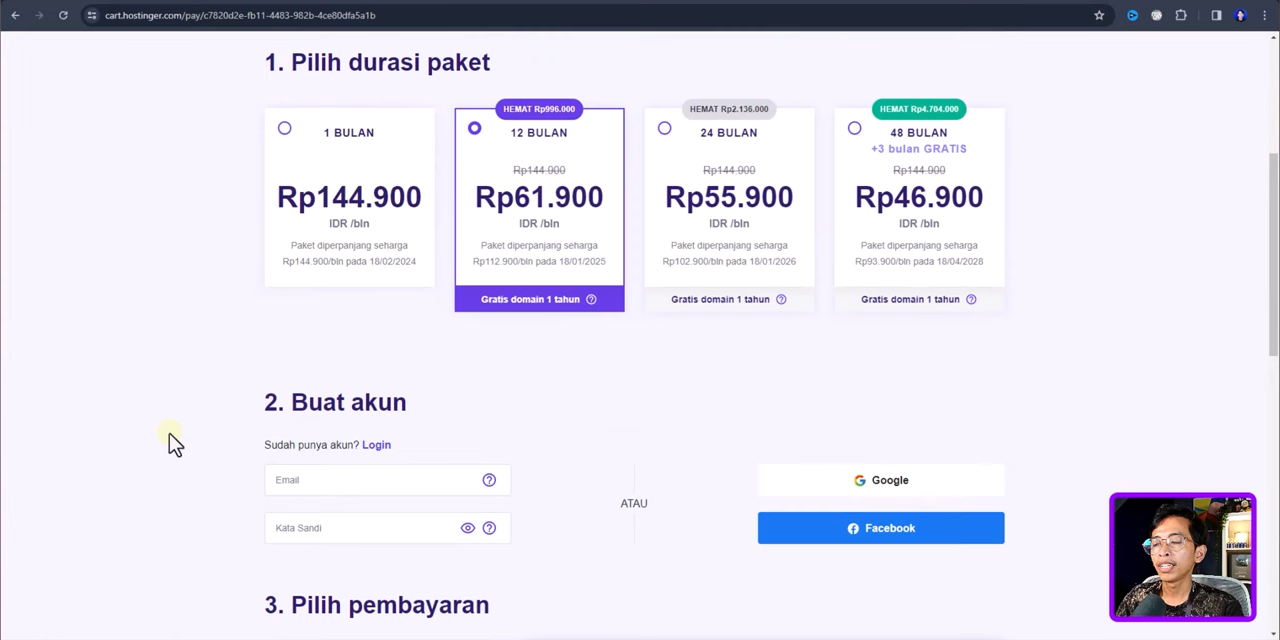 cart.hostinger.com/pay/c7820d2e-fb11-4483-982b-4ce80dfa5a1b
1. Pilih durasi paket
1 BULAN
Rp144.900
IDR /bln
Paket diperpanjang seharga
Rp144.900/bln pada 18/02/2024
HEMAT Rp996.000
12 BULAN
Rp144.900
Rp61.900
IDR /bln
Paket diperpanjang seharga
Rp112.900/bln pada 18/01/2025
Gratis domain 1 tahun
HEMAT Rp2.136.000
24 BULAN
Rp144.900
Rp55.900
IDR /bln
Paket diperpanjang seharga
Rp102.900/bln pada 18/01/2026
Gratis domain 1 tahun
HEMAT Rp4.704.000
48 BULAN
+3 bulan GRATIS
Rp144.900
Rp46.900
IDR /bln
Paket diperpanjang seharga
Rp93.900/bln pada 18/04/2028
Gratis domain 1 tahun
2. Buat akun
Sudah punya akun? Login
Email
Kata Sandi
ATAU
Google
Facebook
3. Pilih pembayaran